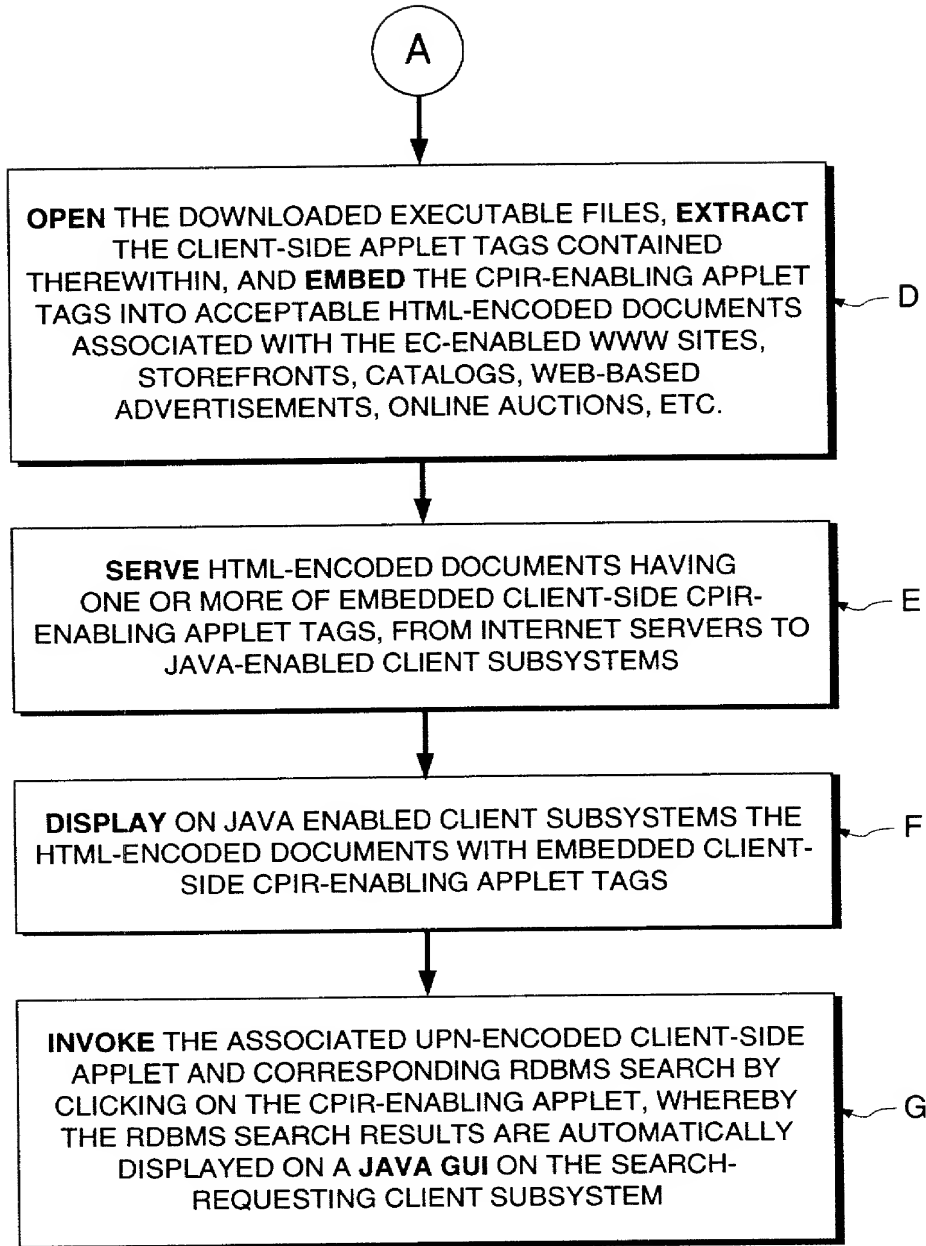 A
OPEN THE DOWNLOADED EXECUTABLE FILES, EXTRACT
THE CLIENT-SIDE APPLET TAGS CONTAINED
THEREWITHIN, AND EMBED THE CPIR-ENABLING APPLET
TAGS INTO ACCEPTABLE HTML-ENCODED DOCUMENTS
ASSOCIATED WITH THE EC-ENABLED WWW SITES,
STOREFRONTS, CATALOGS, WEB-BASED
ADVERTISEMENTS, ONLINE AUCTIONS, ETC.
D
SERVE HTML-ENCODED DOCUMENTS HAVING
ONE OR MORE OF EMBEDDED CLIENT-SIDE CPIR-
ENABLING APPLET TAGS, FROM INTERNET SERVERS TO
JAVA-ENABLED CLIENT SUBSYSTEMS
E
DISPLAY ON JAVA ENABLED CLIENT SUBSYSTEMS THE
HTML-ENCODED DOCUMENTS WITH EMBEDDED CLIENT-
SIDE CPIR-ENABLING APPLET TAGS
F
INVOKE THE ASSOCIATED UPN-ENCODED CLIENT-SIDE
APPLET AND CORRESPONDING RDBMS SEARCH BY
CLICKING ON THE CPIR-ENABLING APPLET, WHEREBY
THE RDBMS SEARCH RESULTS ARE AUTOMATICALLY
DISPLAYED ON A JAVA GUI ON THE SEARCH-
REQUESTING CLIENT SUBSYSTEM
G